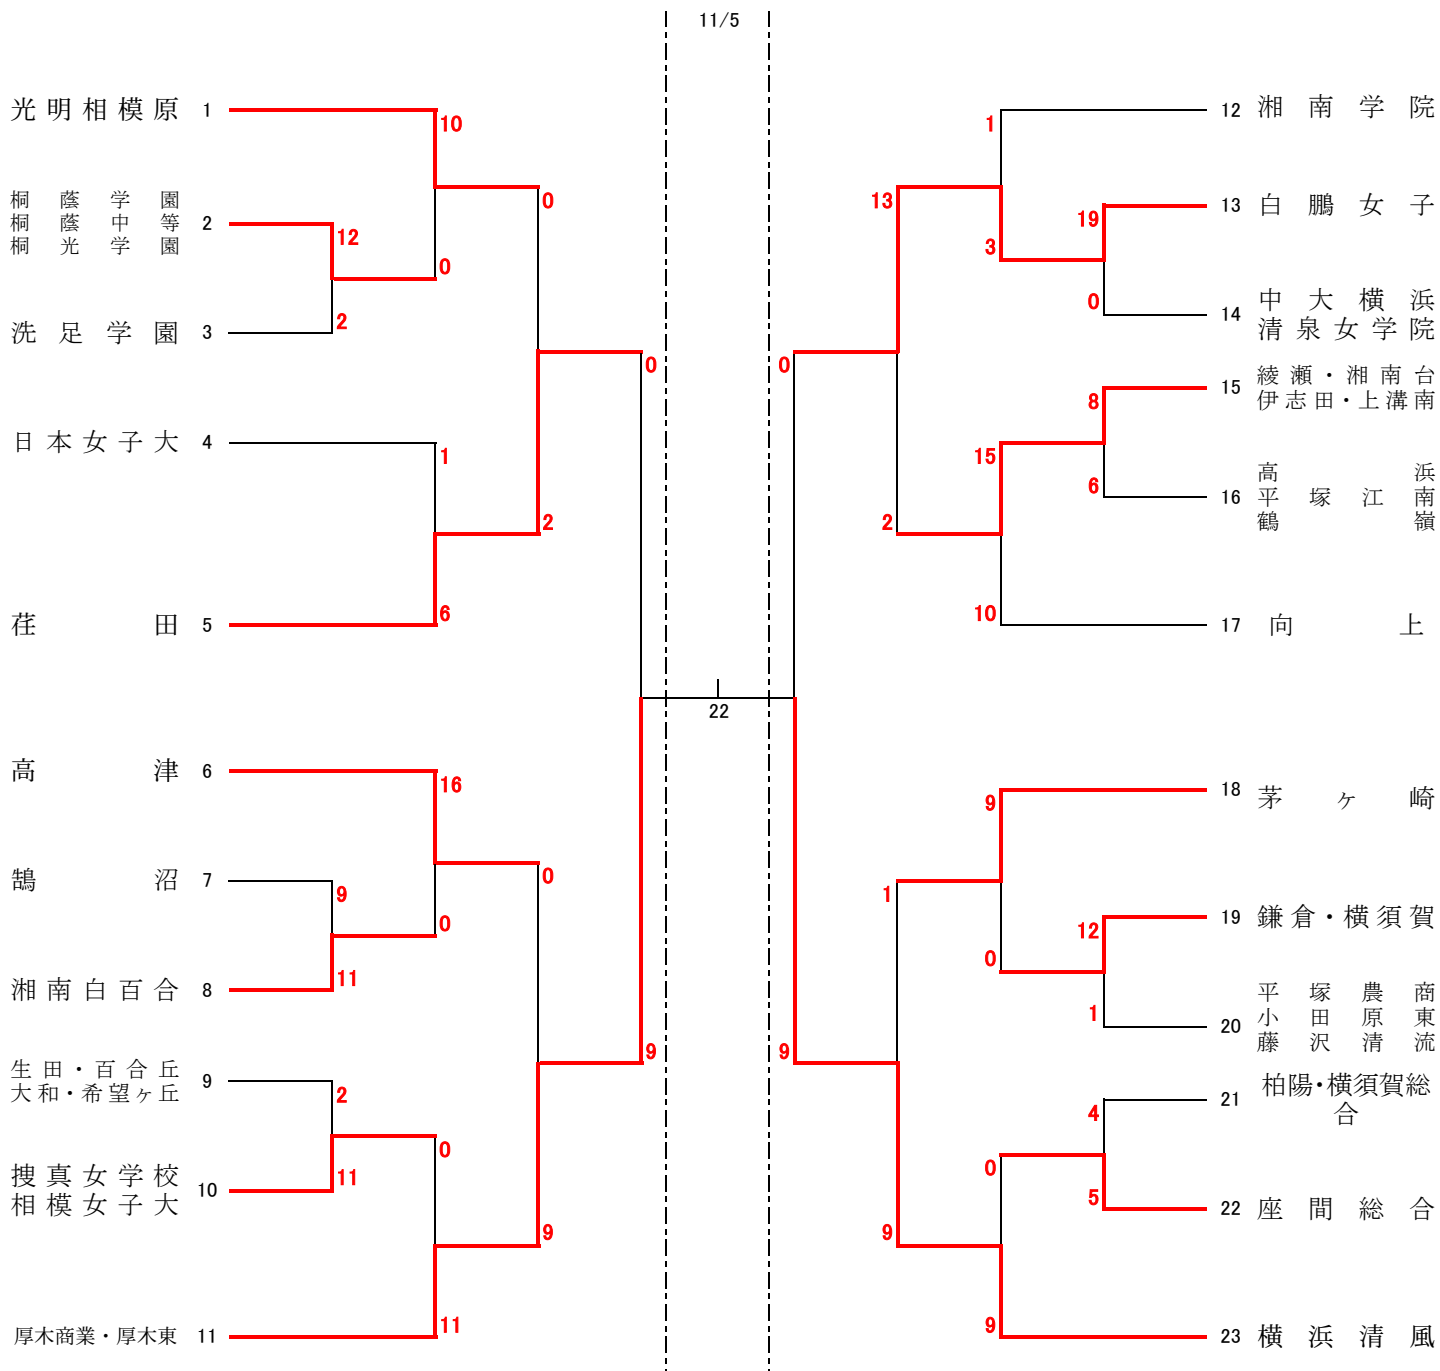 11/5
光明相模原 1
10
桐蔭学園
桐蔭中等 2
桐光学園
12
0
洗足学園 3
2
0
日本女子大 4
1
2
荏田 5
6
0
高津 6
16
鵠沼 7
9
0
0
湘南白百合 8
11
生田・百合丘
大和・希望ヶ丘 9
2
0
捜真女学校
相模女子大 10
11
9
9
厚木商業・厚木東 11
11
22
12 湘南学院
1
13
13 白鵬女子
19
3
0
14 中大横浜
清泉女学院
0
15 綾瀬・湘南台
伊志田・上溝南
8
15
6
高浜
16 平塚江南
鶴嶺
2
10
17 向上
18 茅ヶ崎
9
1
19 鎌倉・横須賀
12
0
1
平塚農商
20 小田原東
藤沢清流
9
21 柏陽・横須賀総
合
4
0
5
22 座間総合
9
9
23 横浜清風